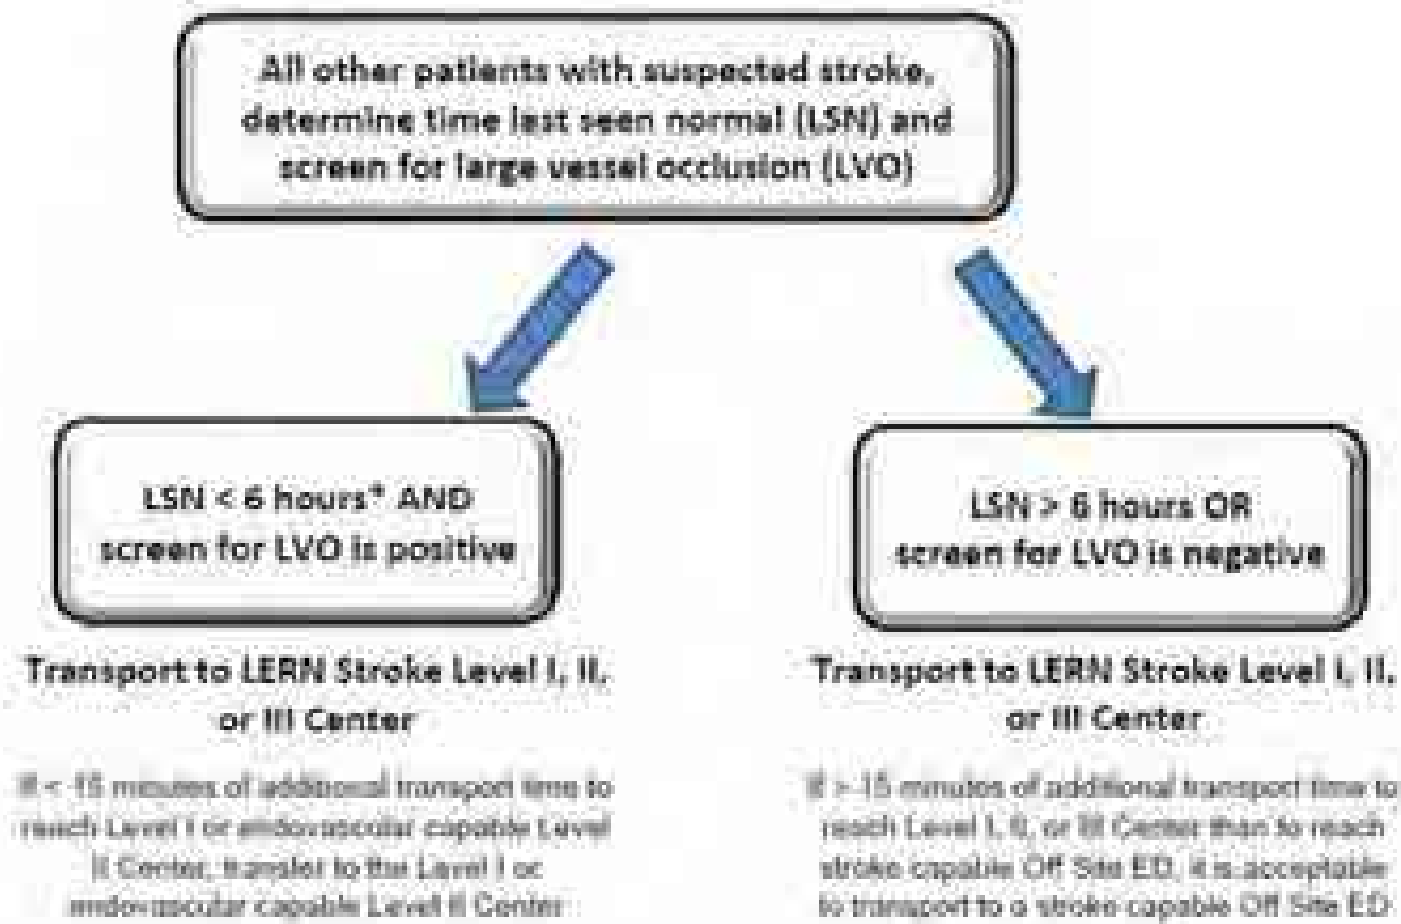 All other patients with suspected stroke,
determine time last seen normal (LSN) and
screen for large vessel occlusion (LVO)
LSN < 6 hours* AND
screen for LVO is positive
LSN > 6 hours OR
screen for LVO is negative
Transport to LERN Stroke Level I, II,
or III Center
Transport to LERN Stroke Level I, II,
or III Center
If < 15 minutes of additional transport time to
reach Level I or endovascular capable Level
II Center, transfer to the Level I or
endovascular capable Level II Center
If > 15 minutes of additional transport time to
reach Level I, II, or III Center than to reach
stroke capable Off Site ED, it is acceptable
to transport to a stroke capable Off Site ED